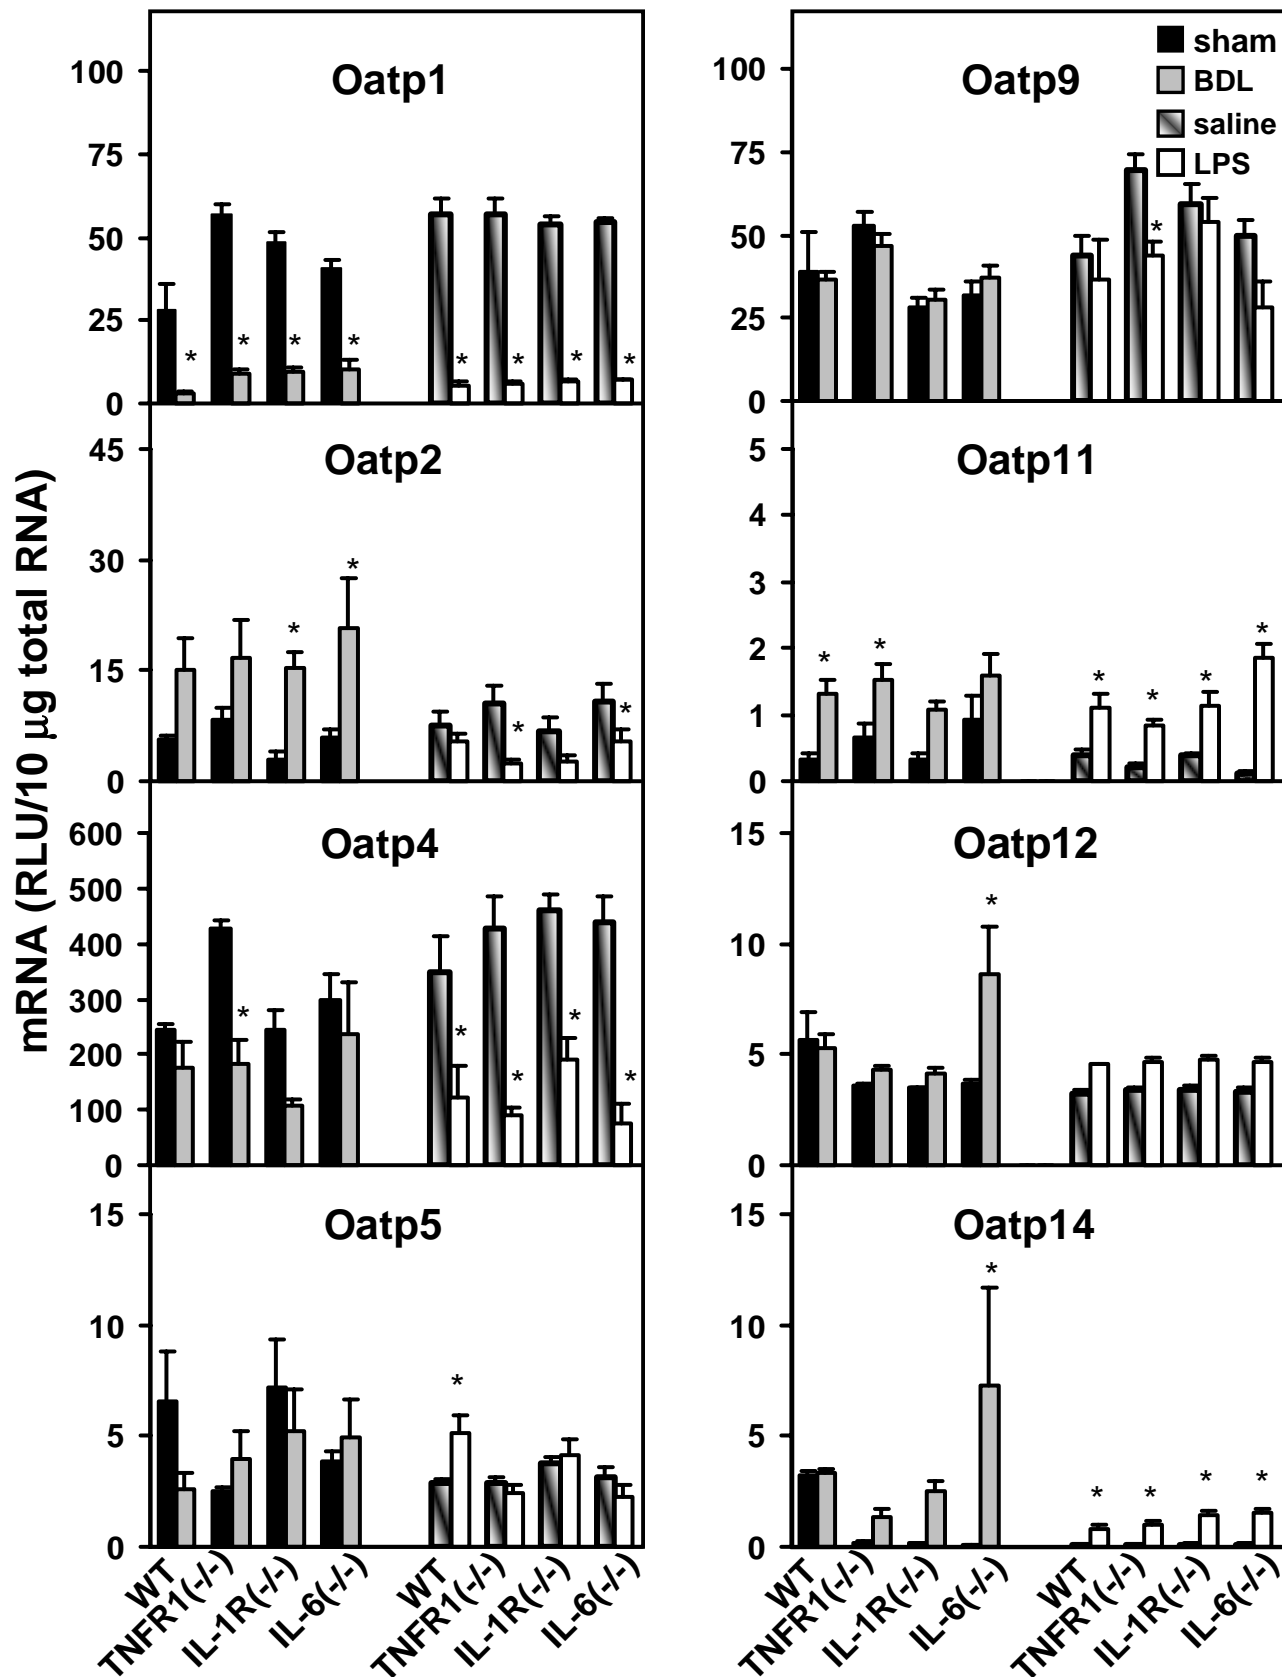 mRNA (RLU/10 µg total RNA)
Oatp1
100
75
50
25
0
* * * * * * * *
Oatp2
45
30
15
0
* * * *
Oatp4
600
500
400
300
200
100
0
* * * * *
Oatp5
15
10
5
0
*
WT
TNFR1(-/-)
IL-1R(-/-)
IL-6(-/-)
WT
TNFR1(-/-)
IL-1R(-/-)
IL-6(-/-)
Oatp9
sham
BDL
saline
LPS
100
75
50
25
0
*
Oatp11
5
4
3
2
1
0
* * * * * *
Oatp12
15
10
5
0
*
Oatp14
15
10
5
0
* * * * *
WT
TNFR1(-/-)
IL-1R(-/-)
IL-6(-/-)
WT
TNFR1(-/-)
IL-1R(-/-)
IL-6(-/-)